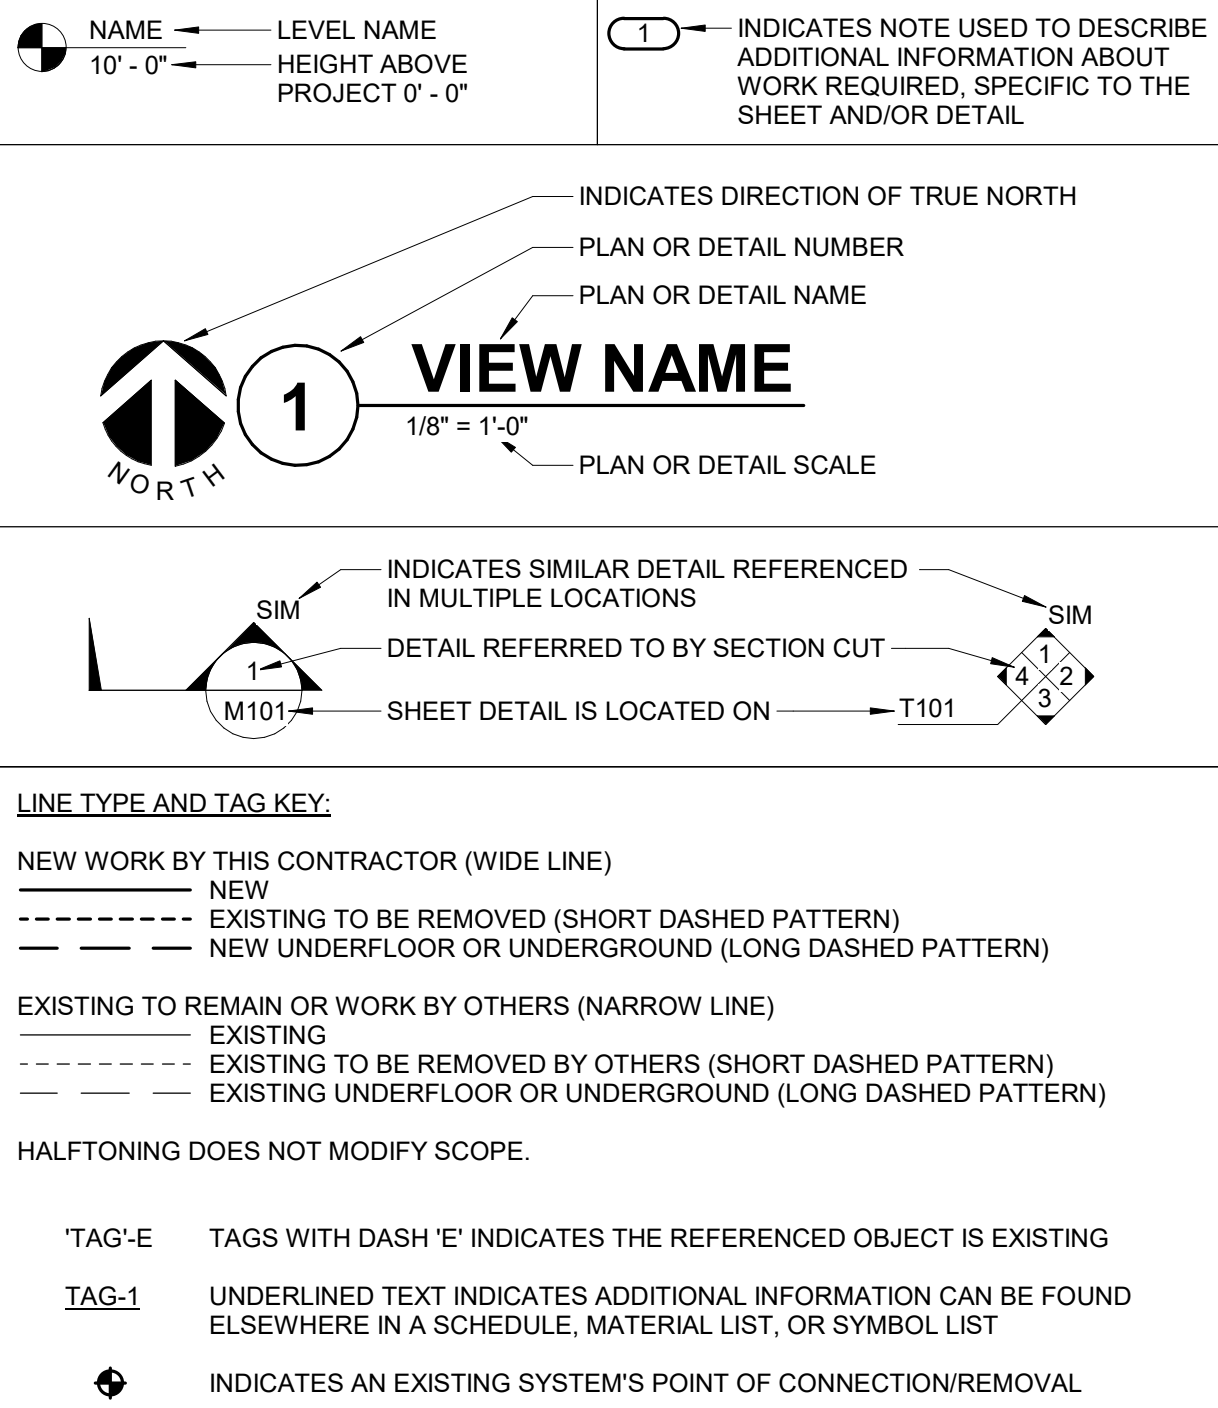 NAME
LEVEL NAME
10' - 0"
HEIGHT ABOVE
PROJECT 0' - 0"
1
INDICATES NOTE USED TO DESCRIBE
ADDITIONAL INFORMATION ABOUT
WORK REQUIRED, SPECIFIC TO THE
SHEET AND/OR DETAIL
INDICATES DIRECTION OF TRUE NORTH
PLAN OR DETAIL NUMBER
PLAN OR DETAIL NAME
NORTH
1
VIEW NAME
1/8" = 1'-0"
PLAN OR DETAIL SCALE
INDICATES SIMILAR DETAIL REFERENCED
IN MULTIPLE LOCATIONS
SIM
SIM
DETAIL REFERRED TO BY SECTION CUT
1
M101
SHEET DETAIL IS LOCATED ON
T101
1
4
2
3
LINE TYPE AND TAG KEY:
NEW WORK BY THIS CONTRACTOR (WIDE LINE)
NEW
EXISTING TO BE REMOVED (SHORT DASHED PATTERN)
NEW UNDERFLOOR OR UNDERGROUND (LONG DASHED PATTERN)
EXISTING TO REMAIN OR WORK BY OTHERS (NARROW LINE)
EXISTING
EXISTING TO BE REMOVED BY OTHERS (SHORT DASHED PATTERN)
EXISTING UNDERFLOOR OR UNDERGROUND (LONG DASHED PATTERN)
HALFTONING DOES NOT MODIFY SCOPE.
'TAG'-E TAGS WITH DASH 'E' INDICATES THE REFERENCED OBJECT IS EXISTING
TAG-1 UNDERLINED TEXT INDICATES ADDITIONAL INFORMATION CAN BE FOUND
ELSEWHERE IN A SCHEDULE, MATERIAL LIST, OR SYMBOL LIST
INDICATES AN EXISTING SYSTEM'S POINT OF CONNECTION/REMOVAL